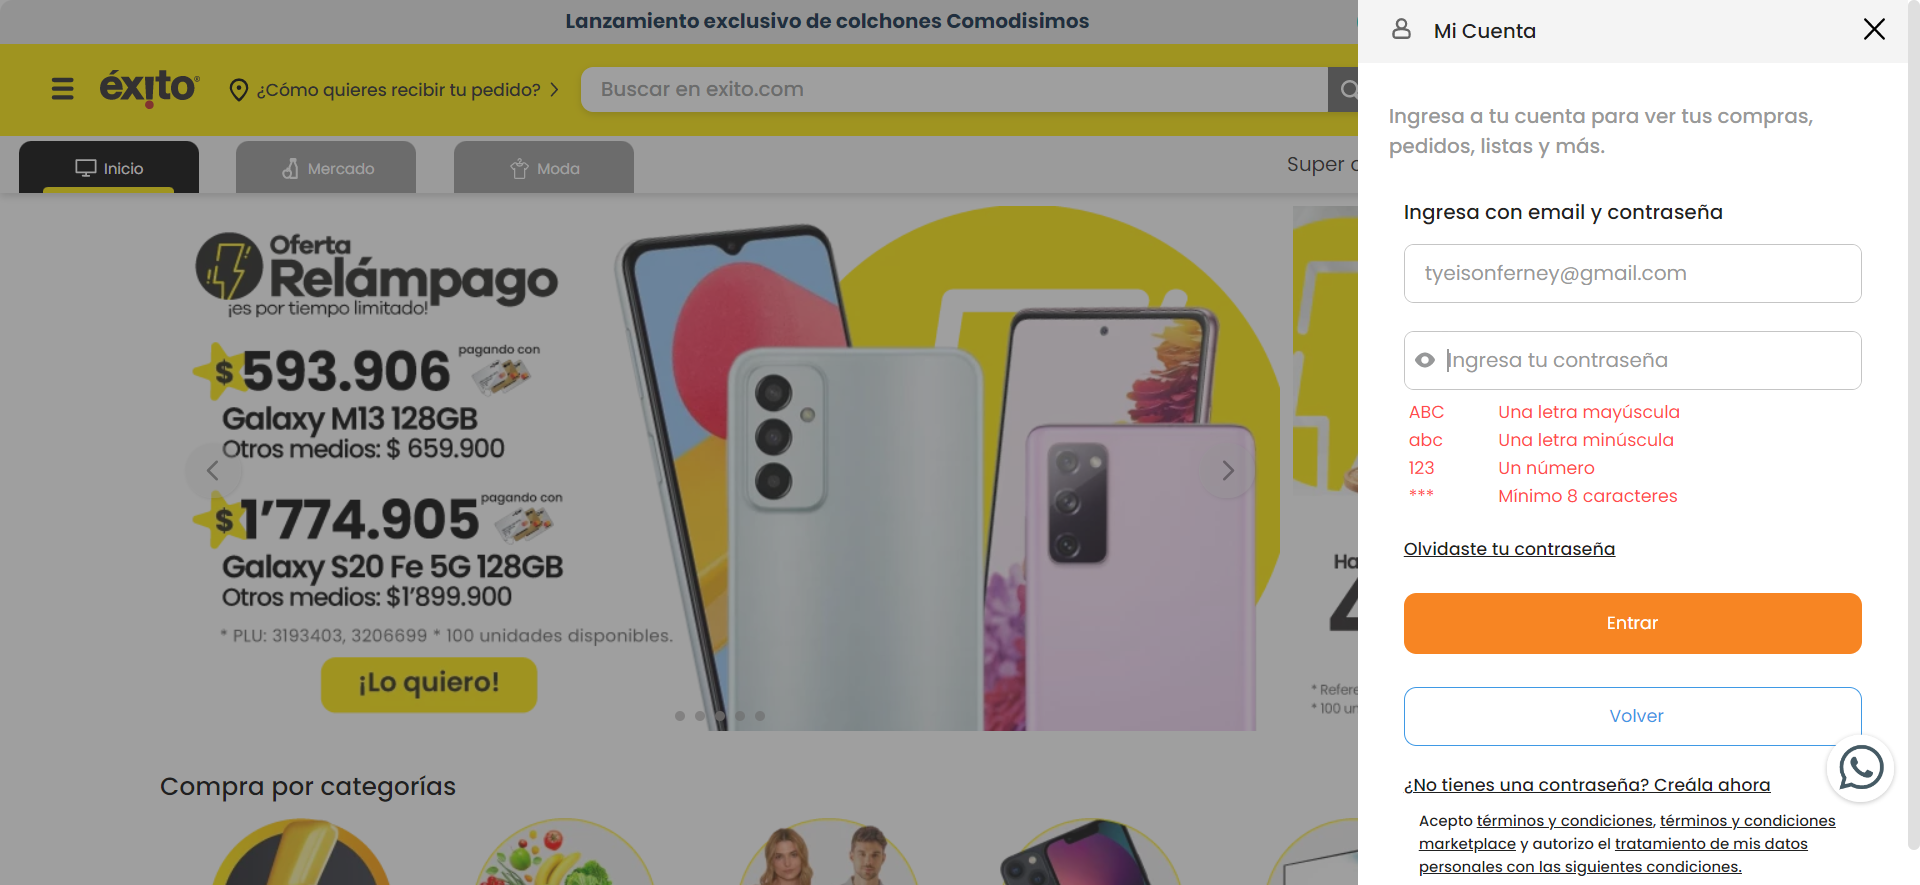 Lanzamiento exclusivo de colchones Comodisimos
éxito®
¿Cómo quieres recibir tu pedido?
Buscar en exito.com
Inicio
Mercado
Moda
Super
Oferta
Relámpago
¡es por tiempo limitado!
$593.906 pagando con
Galaxy M13 128GB
Otros medios: $ 659.900
$1’774.905 pagando con
Galaxy S20 Fe 5G 128GB
Otros medios: $1’899.900
* PLU: 3193403, 3206699 * 100 unidades disponibles.
¡Lo quiero!
Ha
4
* Refere
* 100 un
Compra por categorías
Mi Cuenta
Ingresa a tu cuenta para ver tus compras,
pedidos, listas y más.
Ingresa con email y contraseña
tyeisonferney@gmail.com
Ingresa tu contraseña
ABC Una letra mayúscula
abc Una letra minúscula
123 Un número
*** Mínimo 8 caracteres
Olvidaste tu contraseña
Entrar
Volver
¿No tienes una contraseña? Creála ahora
Acepto términos y condiciones, términos y condiciones
marketplace y autorizo el tratamiento de mis datos
personales con las siguientes condiciones.